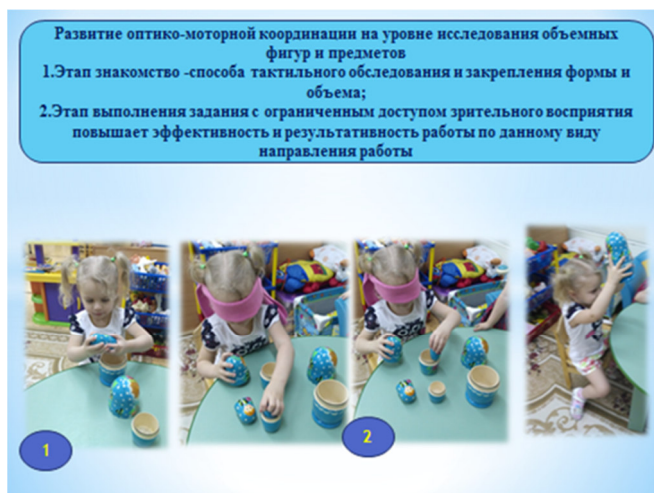 Развитие оптико-моторной координации на уровне исследования объемных
фигур и предметов
1.Этап знакомство -способа тактильного обследования и закрепления формы и
объема;
2.Этап выполнения задания с ограниченным доступом зрительного восприятия
повышает эффективность и результативность работы по данному виду
направления работы
1
2